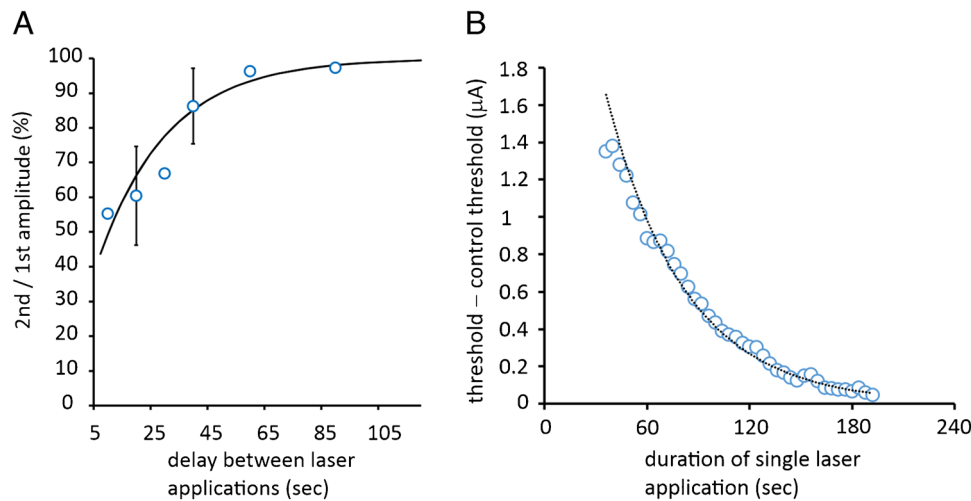 A
100
90
80
70
60
50
40
30
20
10
0
2nd / 1st amplitude (%)
5 25 45 65 85 105
delay between laser
applications (sec)
B
1.8
1.6
1.4
1.2
1
0.8
0.6
0.4
0.2
0
threshold – control threshold (µA)
0 60 120 180 240
duration of single laser
application (sec)